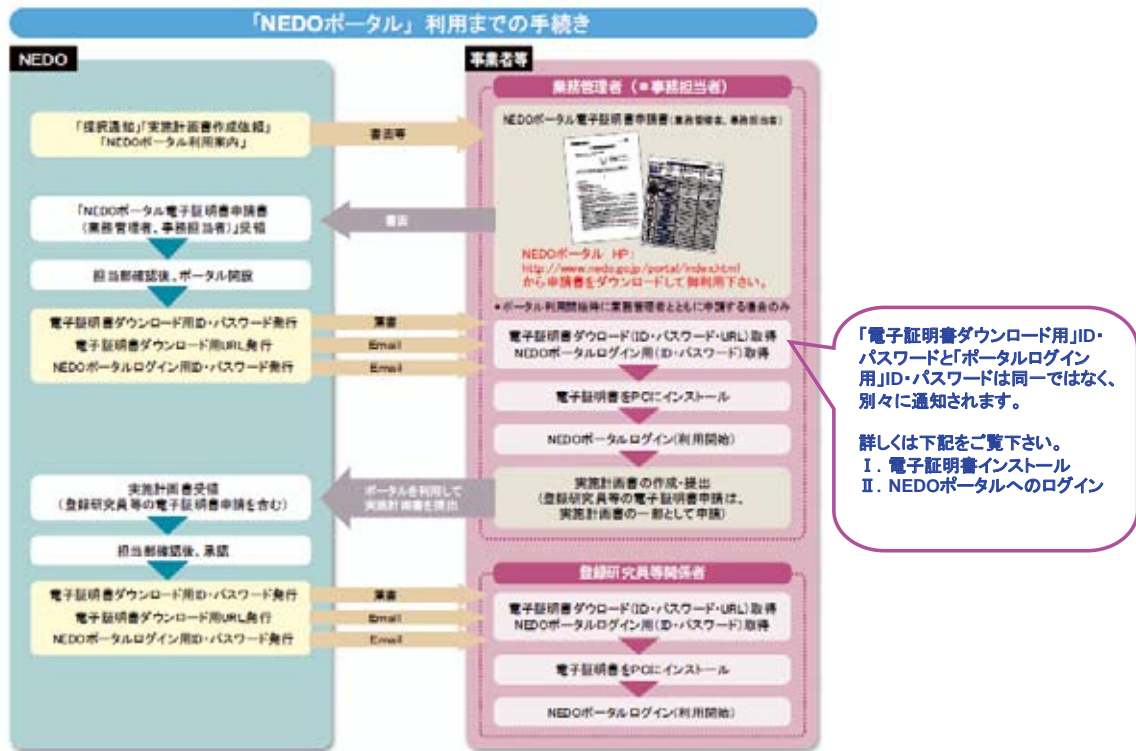 「NEDOポータル」利用までの手続き
NEDO
事業者等
業務管理者（＊事務担当者）
「採択通知」「実施計画書作成依頼」
「NEDOポータル利用案内」
書面等
NEDOポータル電子証明書申請書(業務管理者、事務担当者)
「NEDOポータル電子証明書申請書
(業務管理者、事務担当者)」受領
書面
NEDOポータル HP:
http://www.nedo.go.jp/portal/index.html
から申請書をダウンロードして御利用下さい。
担当部確認後、ポータル開設
＊ポータル利用開始時に業務管理者とともに申請する場合のみ
電子証明書ダウンロード用ID・パスワード発行
葉書
電子証明書ダウンロード用URL発行
Email
NEDOポータルログイン用ID・パスワード発行
Email
電子証明書ダウロード(ID・パスワード・URL)取得
NEDOポータルログイン用(ID・パスワード)取得
電子証明書をPCにインストール
NEDOポータルログイン(利用開始)
「電子証明書ダウンロード用」ID・
パスワードと「ポータルログイン
用」ID・パスワードは同一ではなく、
別々に通知されます。
詳しくは下記をご覧下さい。
Ⅰ．電子証明書インストール
Ⅱ．NEDOポータルへのログイン
実施計画書受領
(登録研究員等の電子証明書申請を含む)
ポータルを利用して
実施計画書を提出
実施計画書の作成・提出
(登録研究員等の電子証明書申請は、
実施計画書の一部として申請)
担当部確認後、承認
登録研究員等関係者
電子証明書ダウンロード用ID・パスワード発行
葉書
電子証明書ダウンロード用URL発行
Email
NEDOポータルログイン用ID・パスワード発行
Email
電子証明書ダウロード(ID・パスワード・URL)取得
NEDOポータルログイン用(ID・パスワード)取得
電子証明書をPCにインストール
NEDOポータルログイン(利用開始)